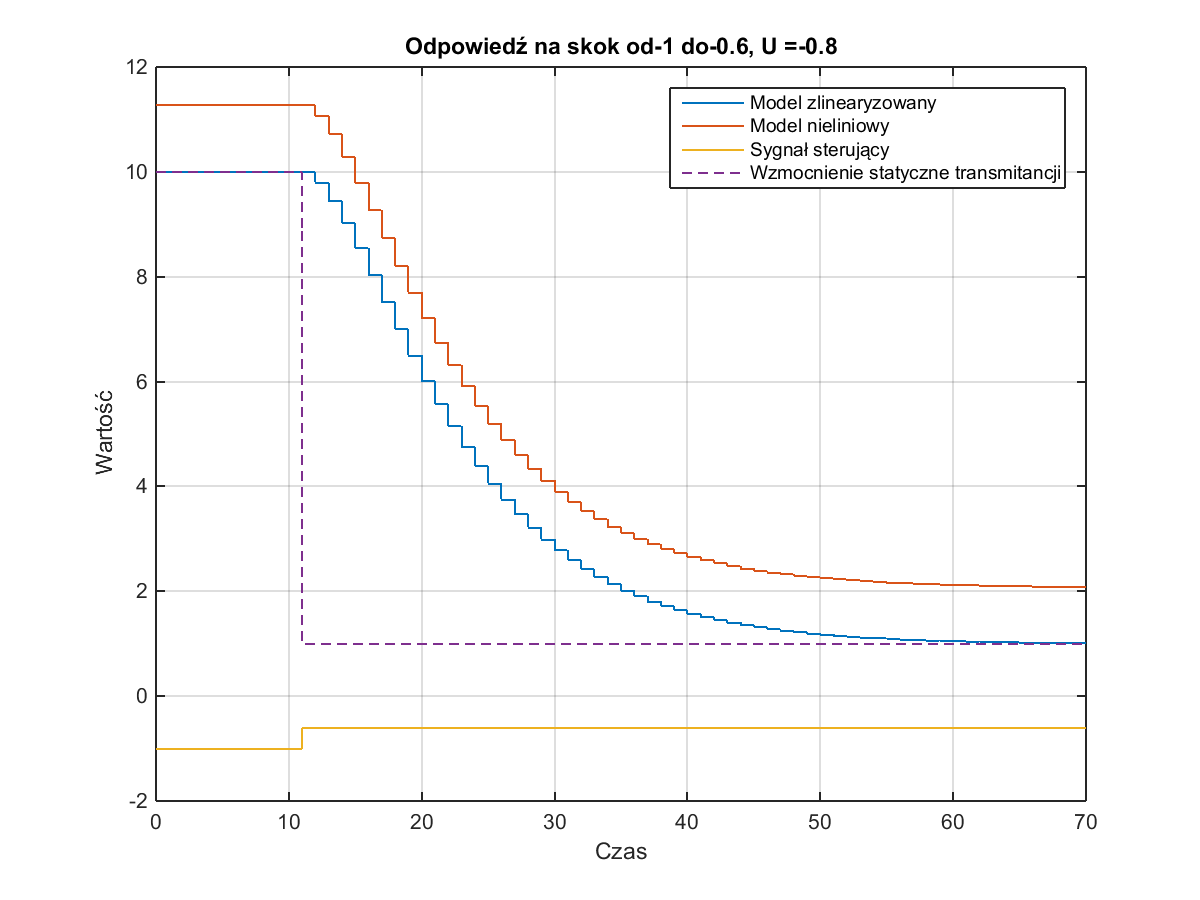 Odpowiedź na skok od-1 do-0.6, U =-0.8
12
10
8
6
4
2
0
-2
Wartość
Model zlinearyzowany
Model nieliniowy
Sygnał sterujący
Wzmocnienie statyczne transmitancji
0 10 20 30 40 50 60 70
Czas